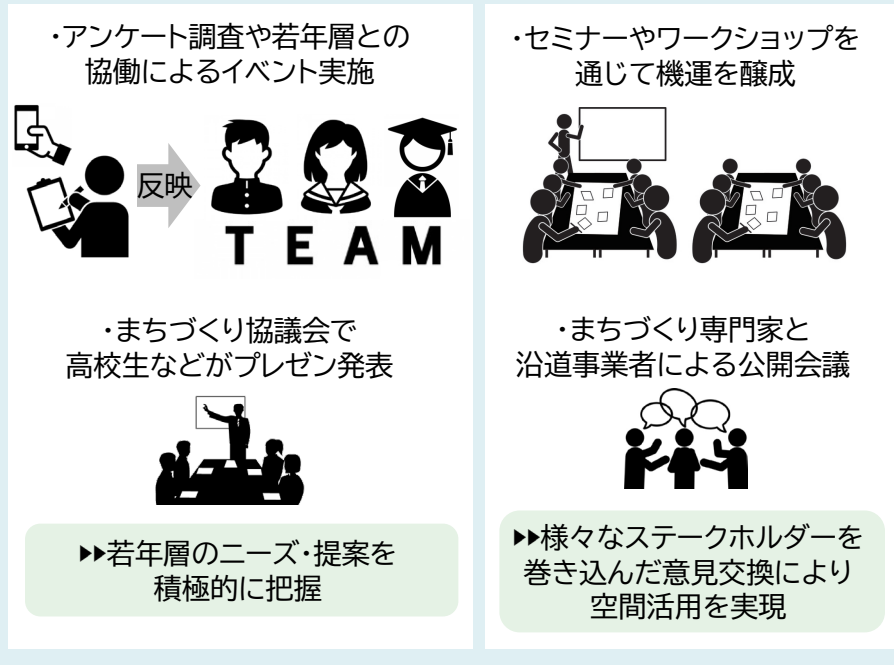 ・アンケート調査や若年層との
協働によるイベント実施
反映
TEAM
・まちづくり協議会で
高校生などがプレゼン発表
▶▶若年層のニーズ・提案を
積極的に把握
・セミナーやワークショップを
通じて機運を醸成
・まちづくり専門家と
沿道事業者による公開会議
▶▶様々なステークホルダーを
巻き込んだ意見交換により
空間活用を実現